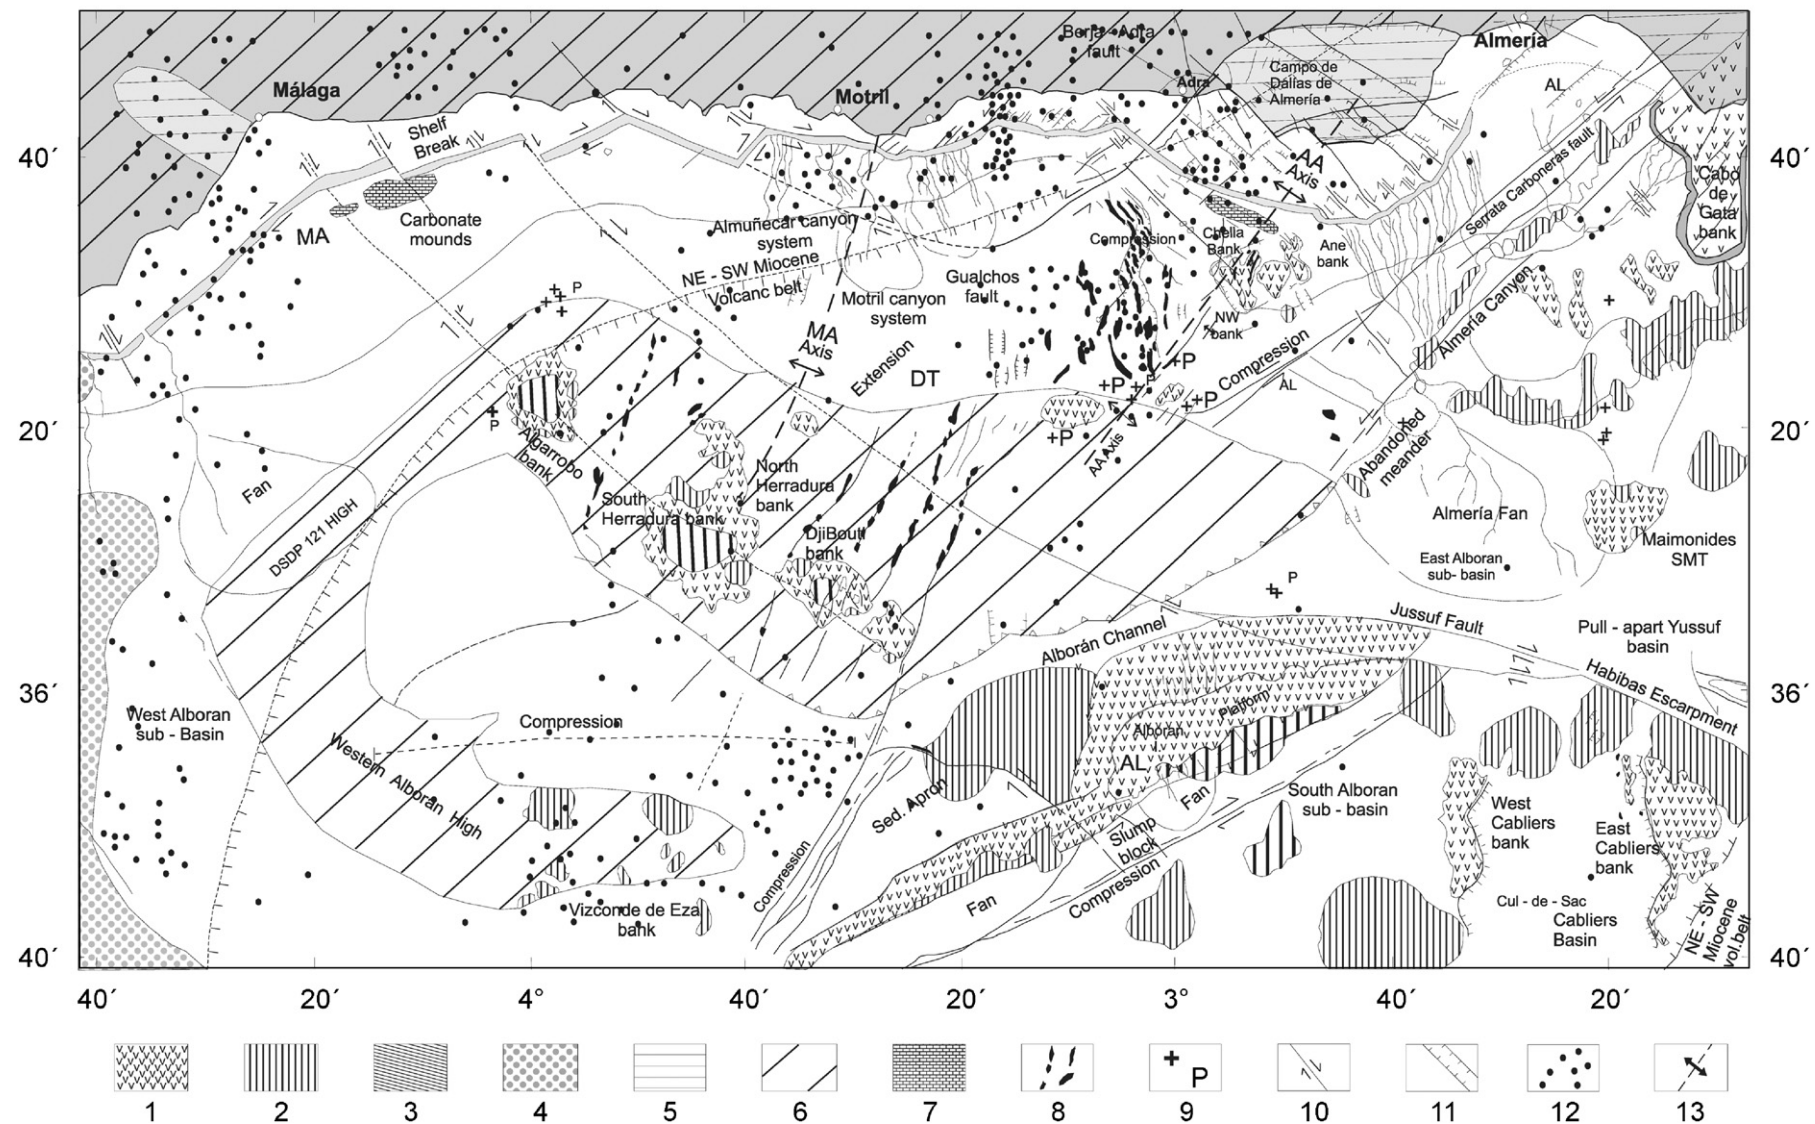 Berja - Adra
fault
Almería
Málaga
Motril
Adra
Campo de
Dalías de
Almería
AL
Shelf
Break
40´
40´
AA
Axis
Serrata Carboneras fault
Cabo
de
Gata
bank
Carbonate
mounds
MA
Almuñecar canyon
system
NE - SW Miocene
Volcanc belt
Compression
Chella
Bank
Ane
bank
Gualchos
fault
Motril canyon
system
P
NW
bank
Almería Canyon
MA
Axis
Extension
DT
Compression
P
P
P
P
AL
P
20´
20´
P
AA Axis
Abandoned
meander
Algarrobo
bank
Fan
North
Herradura
bank
South
Herradura bank
DjiBouti
bank
DSDP 121 HIGH
Almería Fan
Maimonides
SMT
East Alboran
sub- basin
P
Jussuf Fault
Alborán Channel
Pull - apart Yussuf
basin
Habibas Escarpment
36´
36´
West Alboran
sub - Basin
Compression
Western Alboran High
Platform
Alboran
AL
Sed. Apron
Fan
South Alboran
sub - basin
West
Cabliers
bank
East
Cabliers
bank
Slump
block
Compression
Compression
Fan
Vizconde de Eza
bank
Cul - de - Sac
Cabliers
Basin
NE - SW
Miocene
vol.belt
40´
40´
40´
20´
4°
40´
20´
3°
40´
20´
P
1
2
3
4
5
6
7
8
9
10
11
12
13